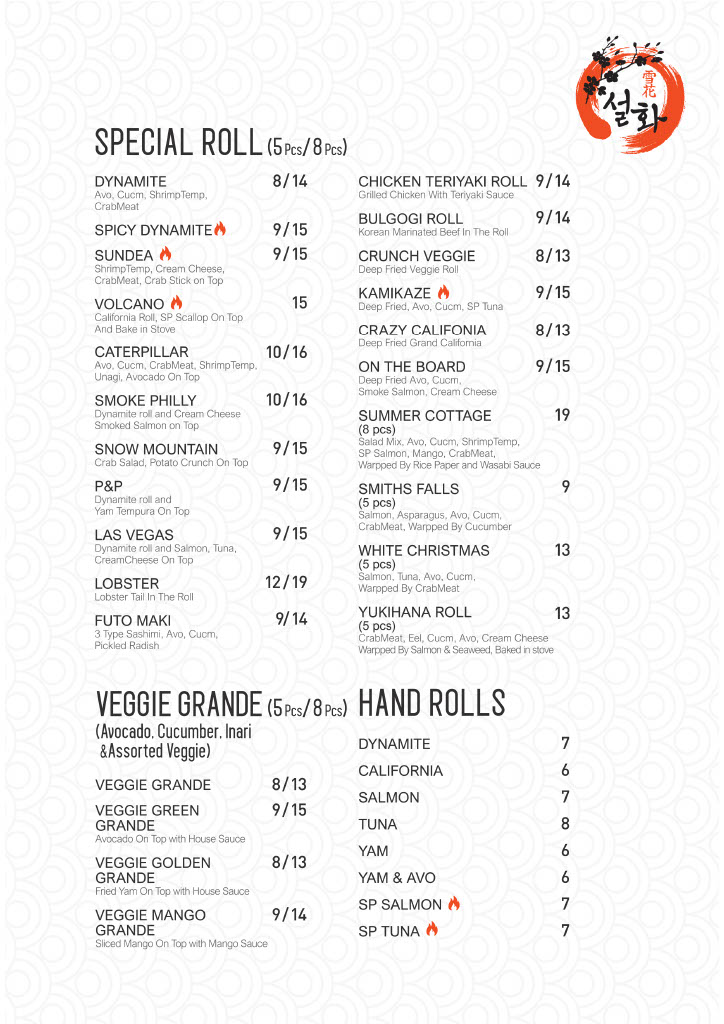 雪花
설화
SPECIAL ROLL (5 Pcs/8 Pcs)
DYNAMITE 8/14
Avo, Cucm, ShrimpTemp,
CrabMeat
SPICY DYNAMITE 9/15
SUNDEA 9/15
ShrimpTemp, Cream Cheese,
CrabMeat, Crab Stick on Top
VOLCANO 15
California Roll, SP Scallop On Top
And Bake in Stove
CATERPILLAR 10/16
Avo, Cucm, CrabMeat, ShrimpTemp,
Unagi, Avocado On Top
SMOKE PHILLY 10/16
Dynamite roll and Cream Cheese
Smoked Salmon on Top
SNOW MOUNTAIN 9/15
Crab Salad, Potato Crunch On Top
P&P 9/15
Dynamite roll and
Yam Tempura On Top
LAS VEGAS 9/15
Dynamite roll and Salmon, Tuna,
CreamCheese On Top
LOBSTER 12/19
Lobster Tail In The Roll
FUTO MAKI 9/14
3 Type Sashimi, Avo, Cucm,
Pickled Radish
CHICKEN TERIYAKI ROLL 9/14
Grilled Chicken With Teriyaki Sauce
BULGOGI ROLL 9/14
Korean Marinated Beef In The Roll
CRUNCH VEGGIE 8/13
Deep Fried Veggie Roll
KAMIKAZE 9/15
Deep Fried, Avo, Cucm, SP Tuna
CRAZY CALIFONIA 8/13
Deep Fried Grand California
ON THE BOARD 9/15
Deep Fried Avo, Cucm,
Smoke Salmon, Cream Cheese
SUMMER COTTAGE 19
(8 pcs)
Salad Mix, Avo, Cucm, ShrimpTemp,
SP Salmon, Mango, CrabMeat,
Warpped By Rice Paper and Wasabi Sauce
SMITHS FALLS 9
(5 pcs)
Salmon, Asparagus, Avo, Cucm,
CrabMeat, Warpped By Cucumber
WHITE CHRISTMAS 13
(5 pcs)
Salmon, Tuna, Avo, Cucm,
Warpped By CrabMeat
YUKIHANA ROLL 13
(5 pcs)
CrabMeat, Eel, Cucm, Avo, Cream Cheese
Warpped By Salmon & Seaweed, Baked in stove
VEGGIE GRANDE (5 Pcs/8 Pcs)
(Avocado, Cucumber, Inari
&Assorted Veggie)
VEGGIE GRANDE 8/13
VEGGIE GREEN 9/15
GRANDE
Avocado On Top with House Sauce
VEGGIE GOLDEN 8/13
GRANDE
Fried Yam On Top with House Sauce
VEGGIE MANGO 9/14
GRANDE
Sliced Mango On Top with Mango Sauce
HAND ROLLS
DYNAMITE 7
CALIFORNIA 6
SALMON 7
TUNA 8
YAM 6
YAM & AVO 6
SP SALMON 7
SP TUNA 7